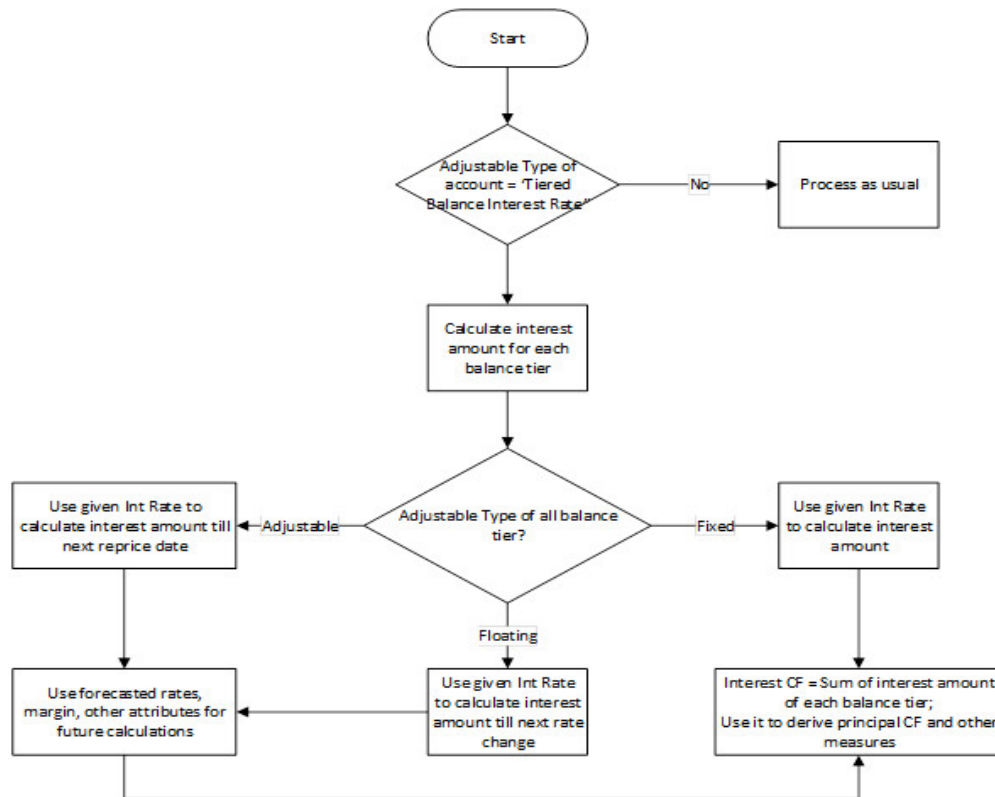 Start
Adjustable Type of
account = 'Tiered
Balance Interest Rate"
No
Process as usual
Calculate interest
amount for each
balance tier
Use given Int Rate to
calculate interest amount till
next reprice date
Adjustable
Adjustable Type of all balance
tier?
Fixed
Use given Int Rate
to calculate interest
amount
Floating
Use forecasted rates,
margin, other attributes for
future calculations
Use given Int Rate
to calculate interest
amount till next rate
change
Interest CF = Sum of interest amount
of each balance tier;
Use it to derive principal CF and other
measures